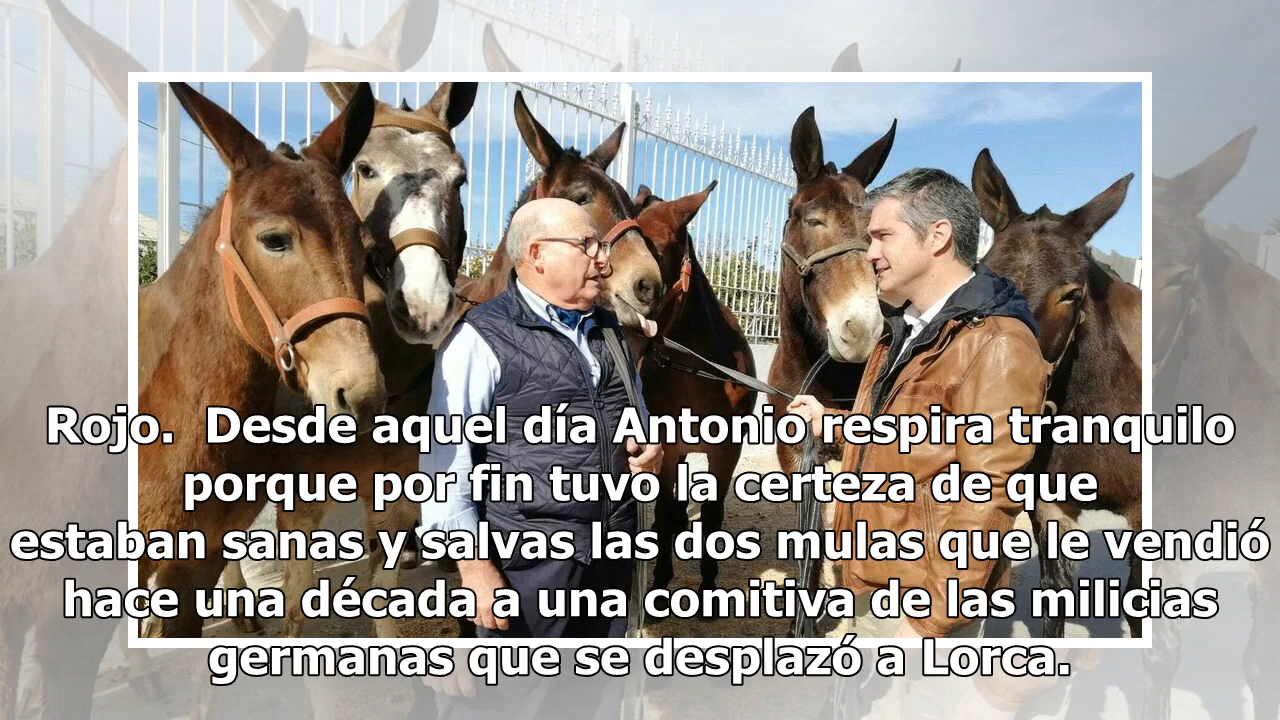 Rojo.  Desde aquel día Antonio respira tranquilo
porque por fin tuvo la certeza de que
estaban sanas y salvas las dos mulas que le vendió
hace una década a una comitiva de las milicias
germanas que se desplazó a Lorca.